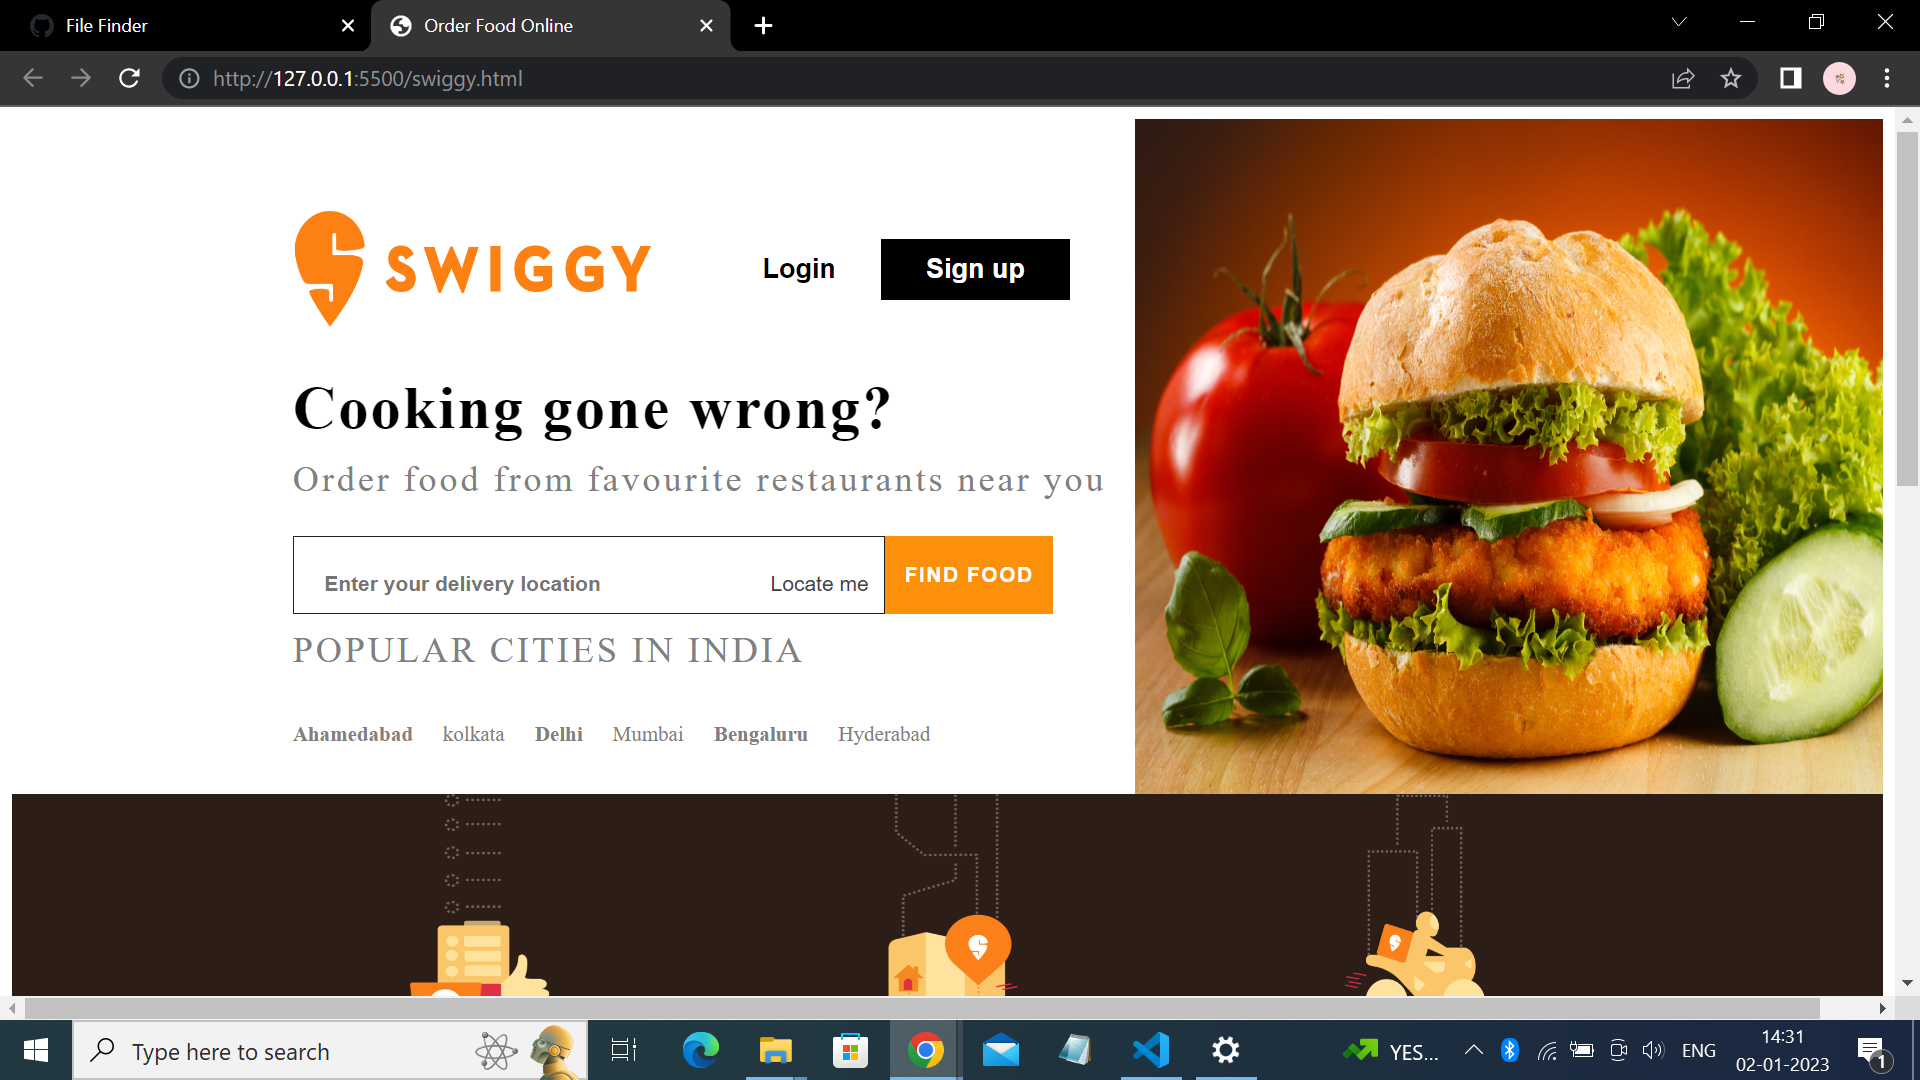 File Finder
Order Food Online
http://127.0.0.1:5500/swiggy.html
SWIGGY
Login
Sign up
Cooking gone wrong?
Order food from favourite restaurants near you
Enter your delivery location
Locate me
FIND FOOD
POPULAR CITIES IN INDIA
Ahamedabad kolkata Delhi Mumbai Bengaluru Hyderabad
Type here to search
YES...
ENG
14:31
02-01-2023
1